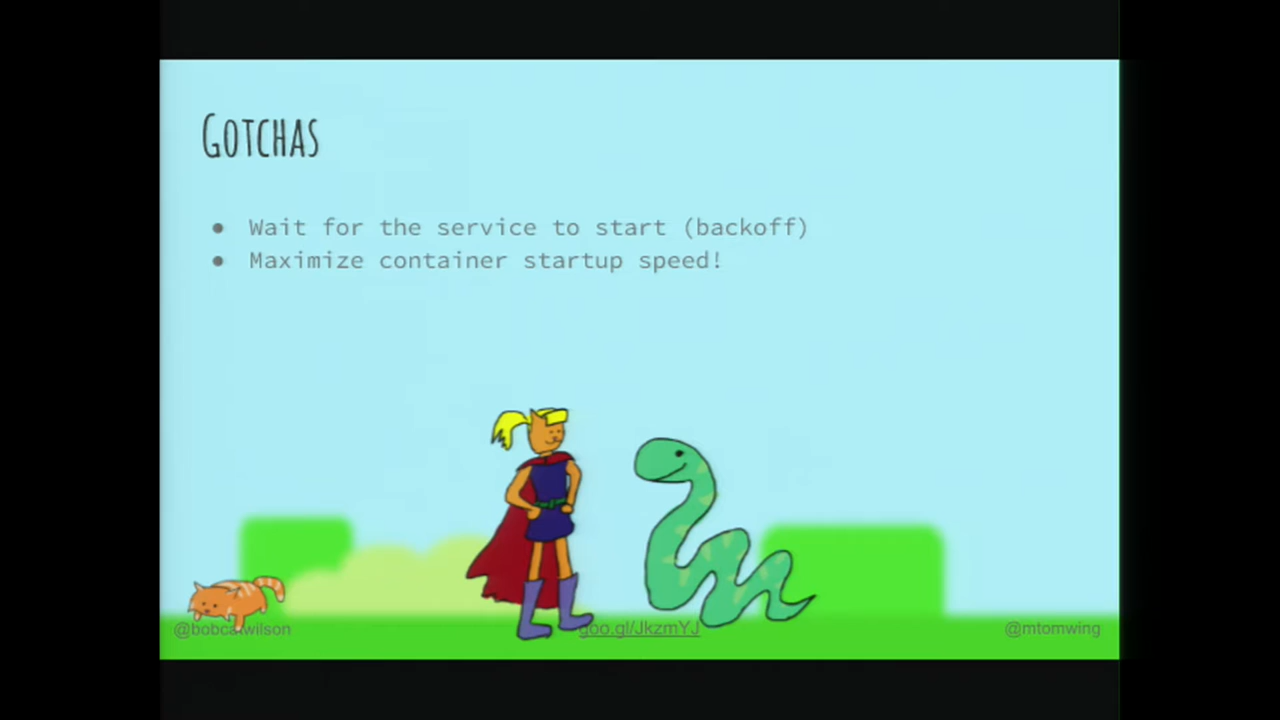 Gotchas
● Wait for the service to start (backoff)
● Maximize container startup speed!
@bobcatwilson
goo.gl/JkzmYJ
@mtomwing